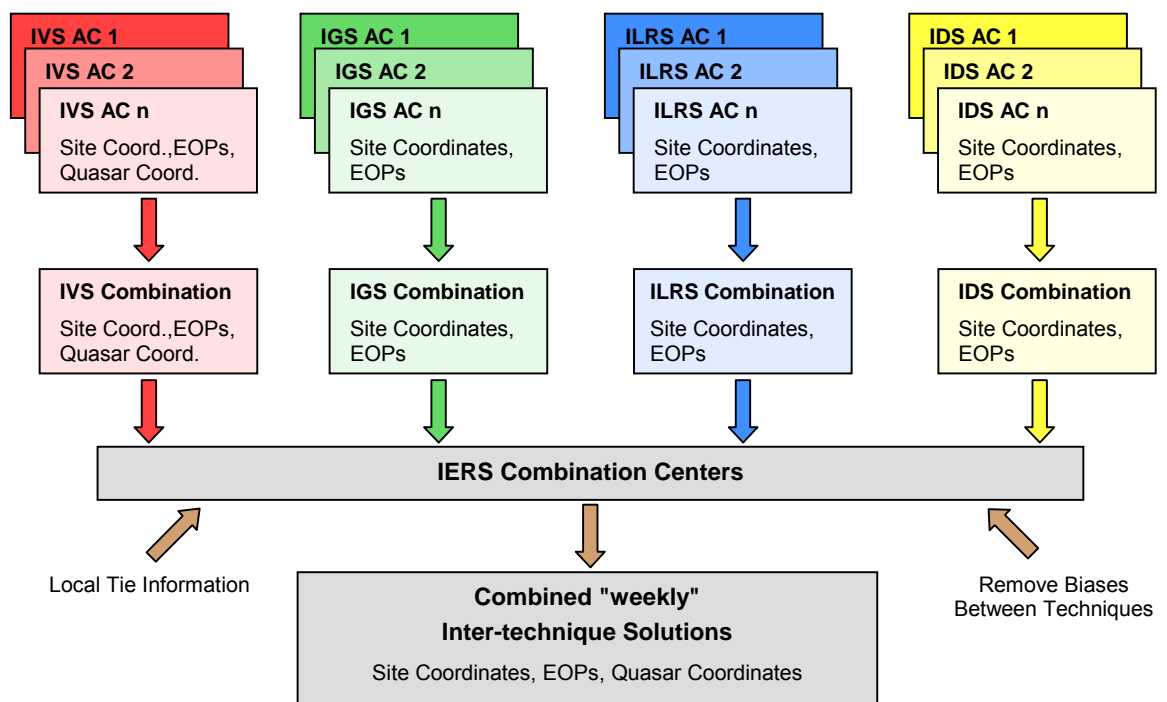 IVS AC 1
IVS AC 2
IVS AC n
Site Coord.,EOPs,
Quasar Coord.
IGS AC 1
IGS AC 2
IGS AC n
Site Coordinates,
EOPs
ILRS AC 1
ILRS AC 2
ILRS AC n
Site Coordinates,
EOPs
IDS AC 1
IDS AC 2
IDS AC n
Site Coordinates,
EOPs
IVS Combination
Site Coord.,EOPs,
Quasar Coord.
IGS Combination
Site Coordinates,
EOPs
ILRS Combination
Site Coordinates,
EOPs
IDS Combination
Site Coordinates,
EOPs
IERS Combination Centers
Local Tie Information
Remove Biases
Between Techniques
Combined "weekly"
Inter-technique Solutions
Site Coordinates, EOPs, Quasar Coordinates